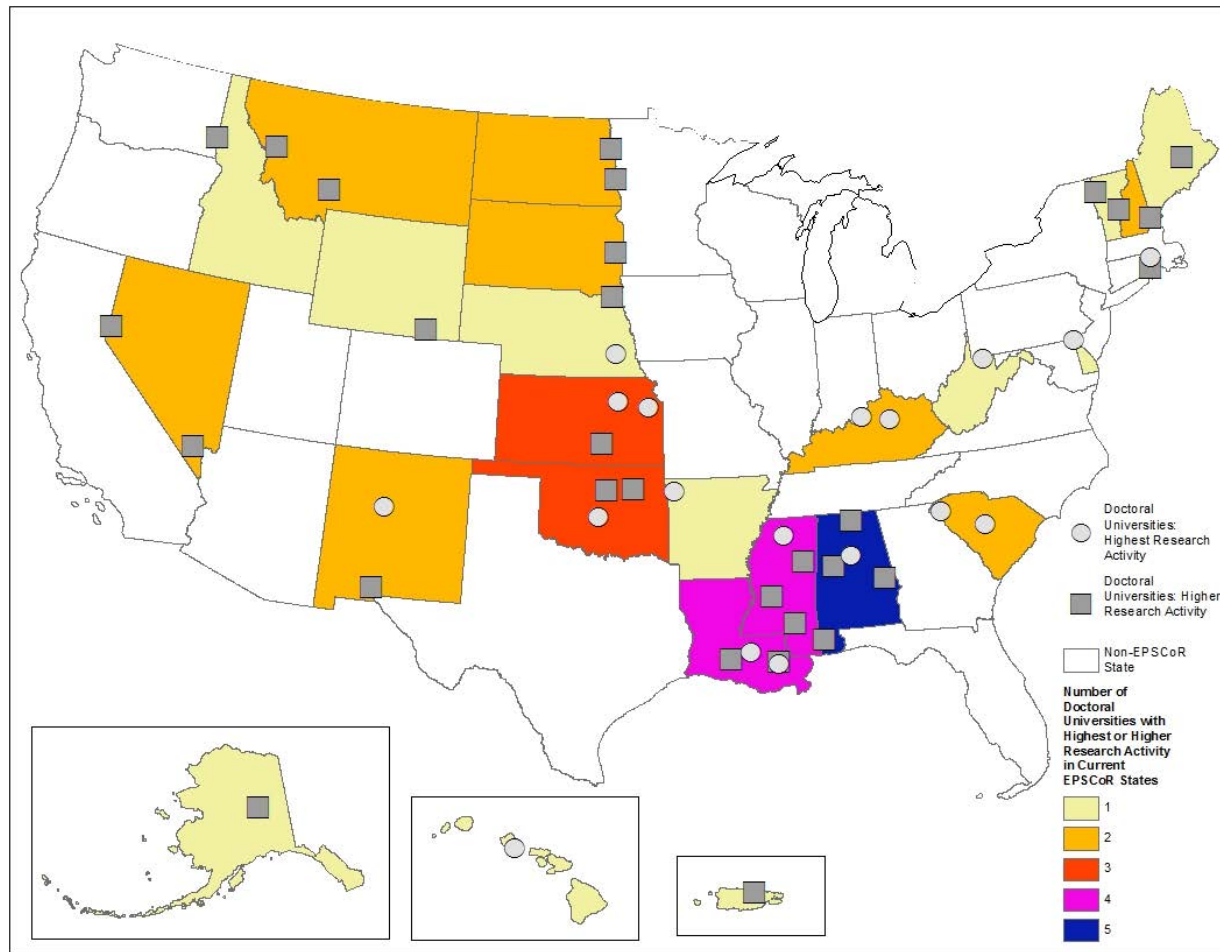 Doctoral
Universities:
Highest Research
Activity
Doctoral
Universities: Higher
Research Activity
Non-EPSCoR
State
Number of
Doctoral
Universities with
Highest or Higher
Research Activity
in Current
EPSCoR States
1
2
3
4
5